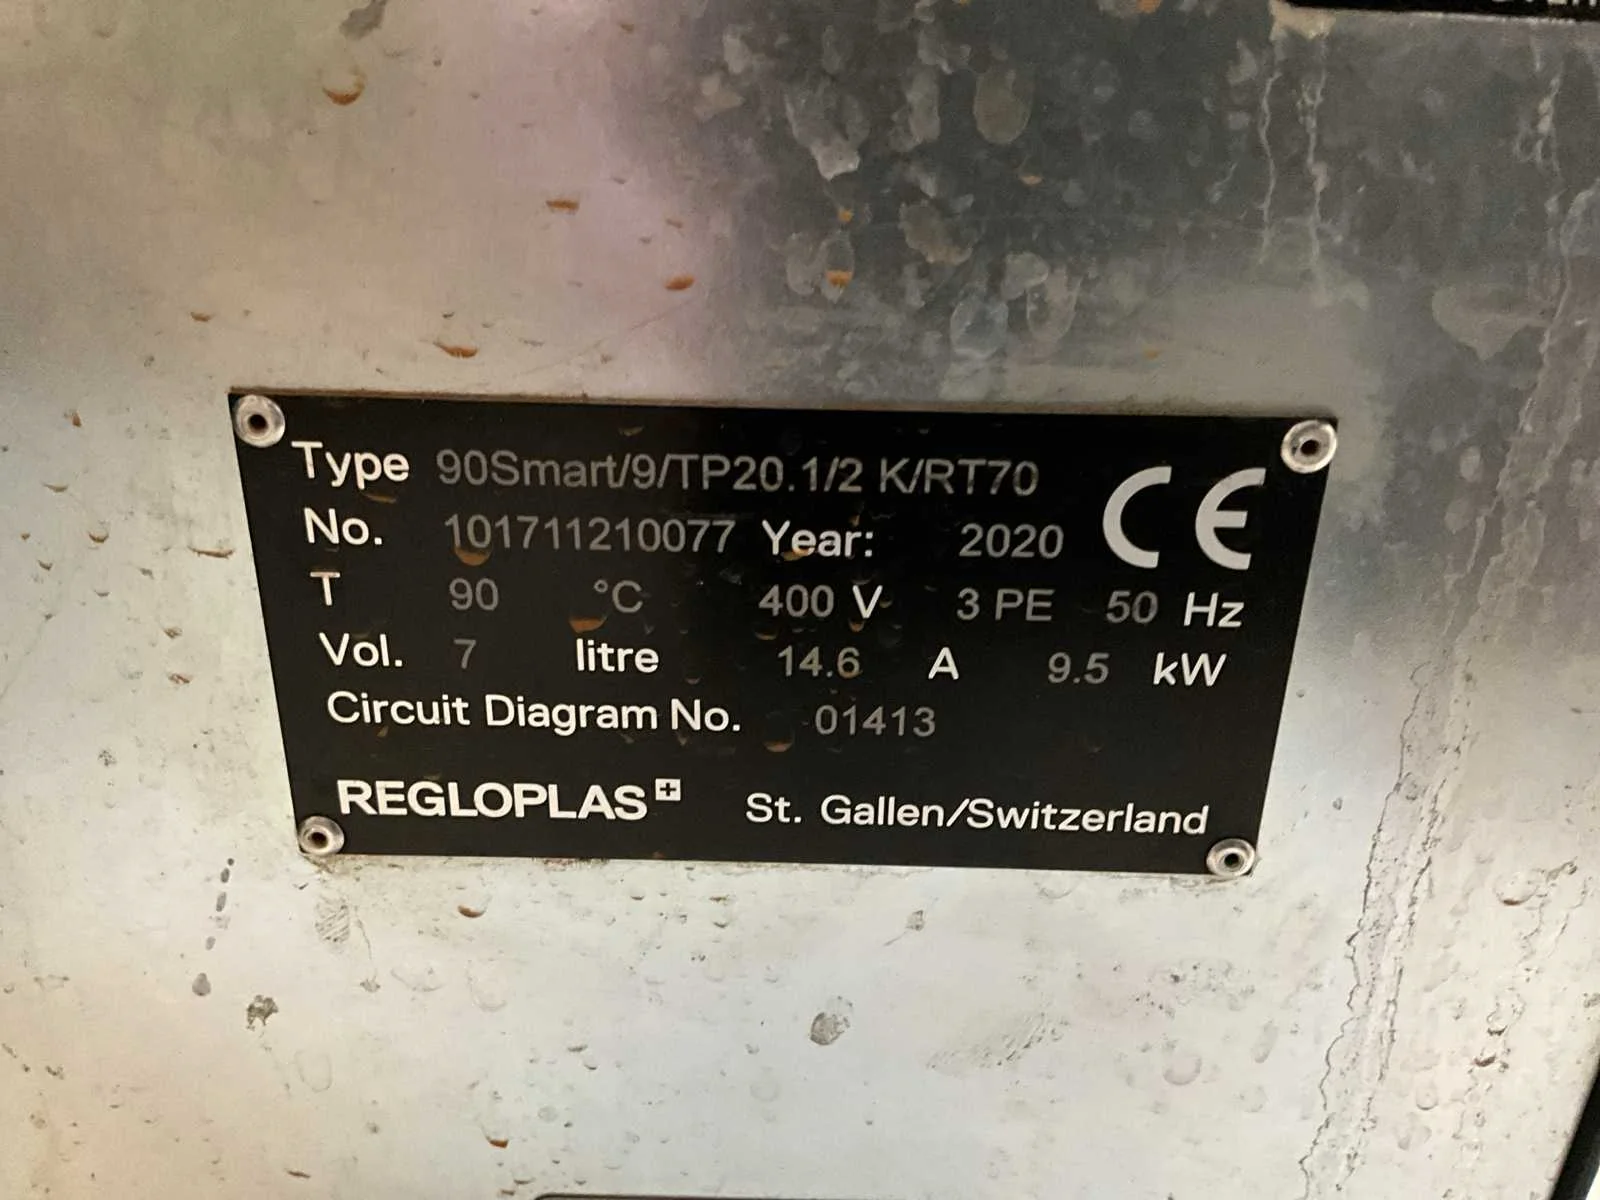 Type 90Smart/9/TP20.1/2 K/RT70
CE
No. 101711210077 Year: 2020
T 90 °C 400 V 3 PE 50 Hz
Vol. 7 litre 14.6 A 9.5 kW
Circuit Diagram No. 01413
REGLOPLAS St. Gallen/Switzerland